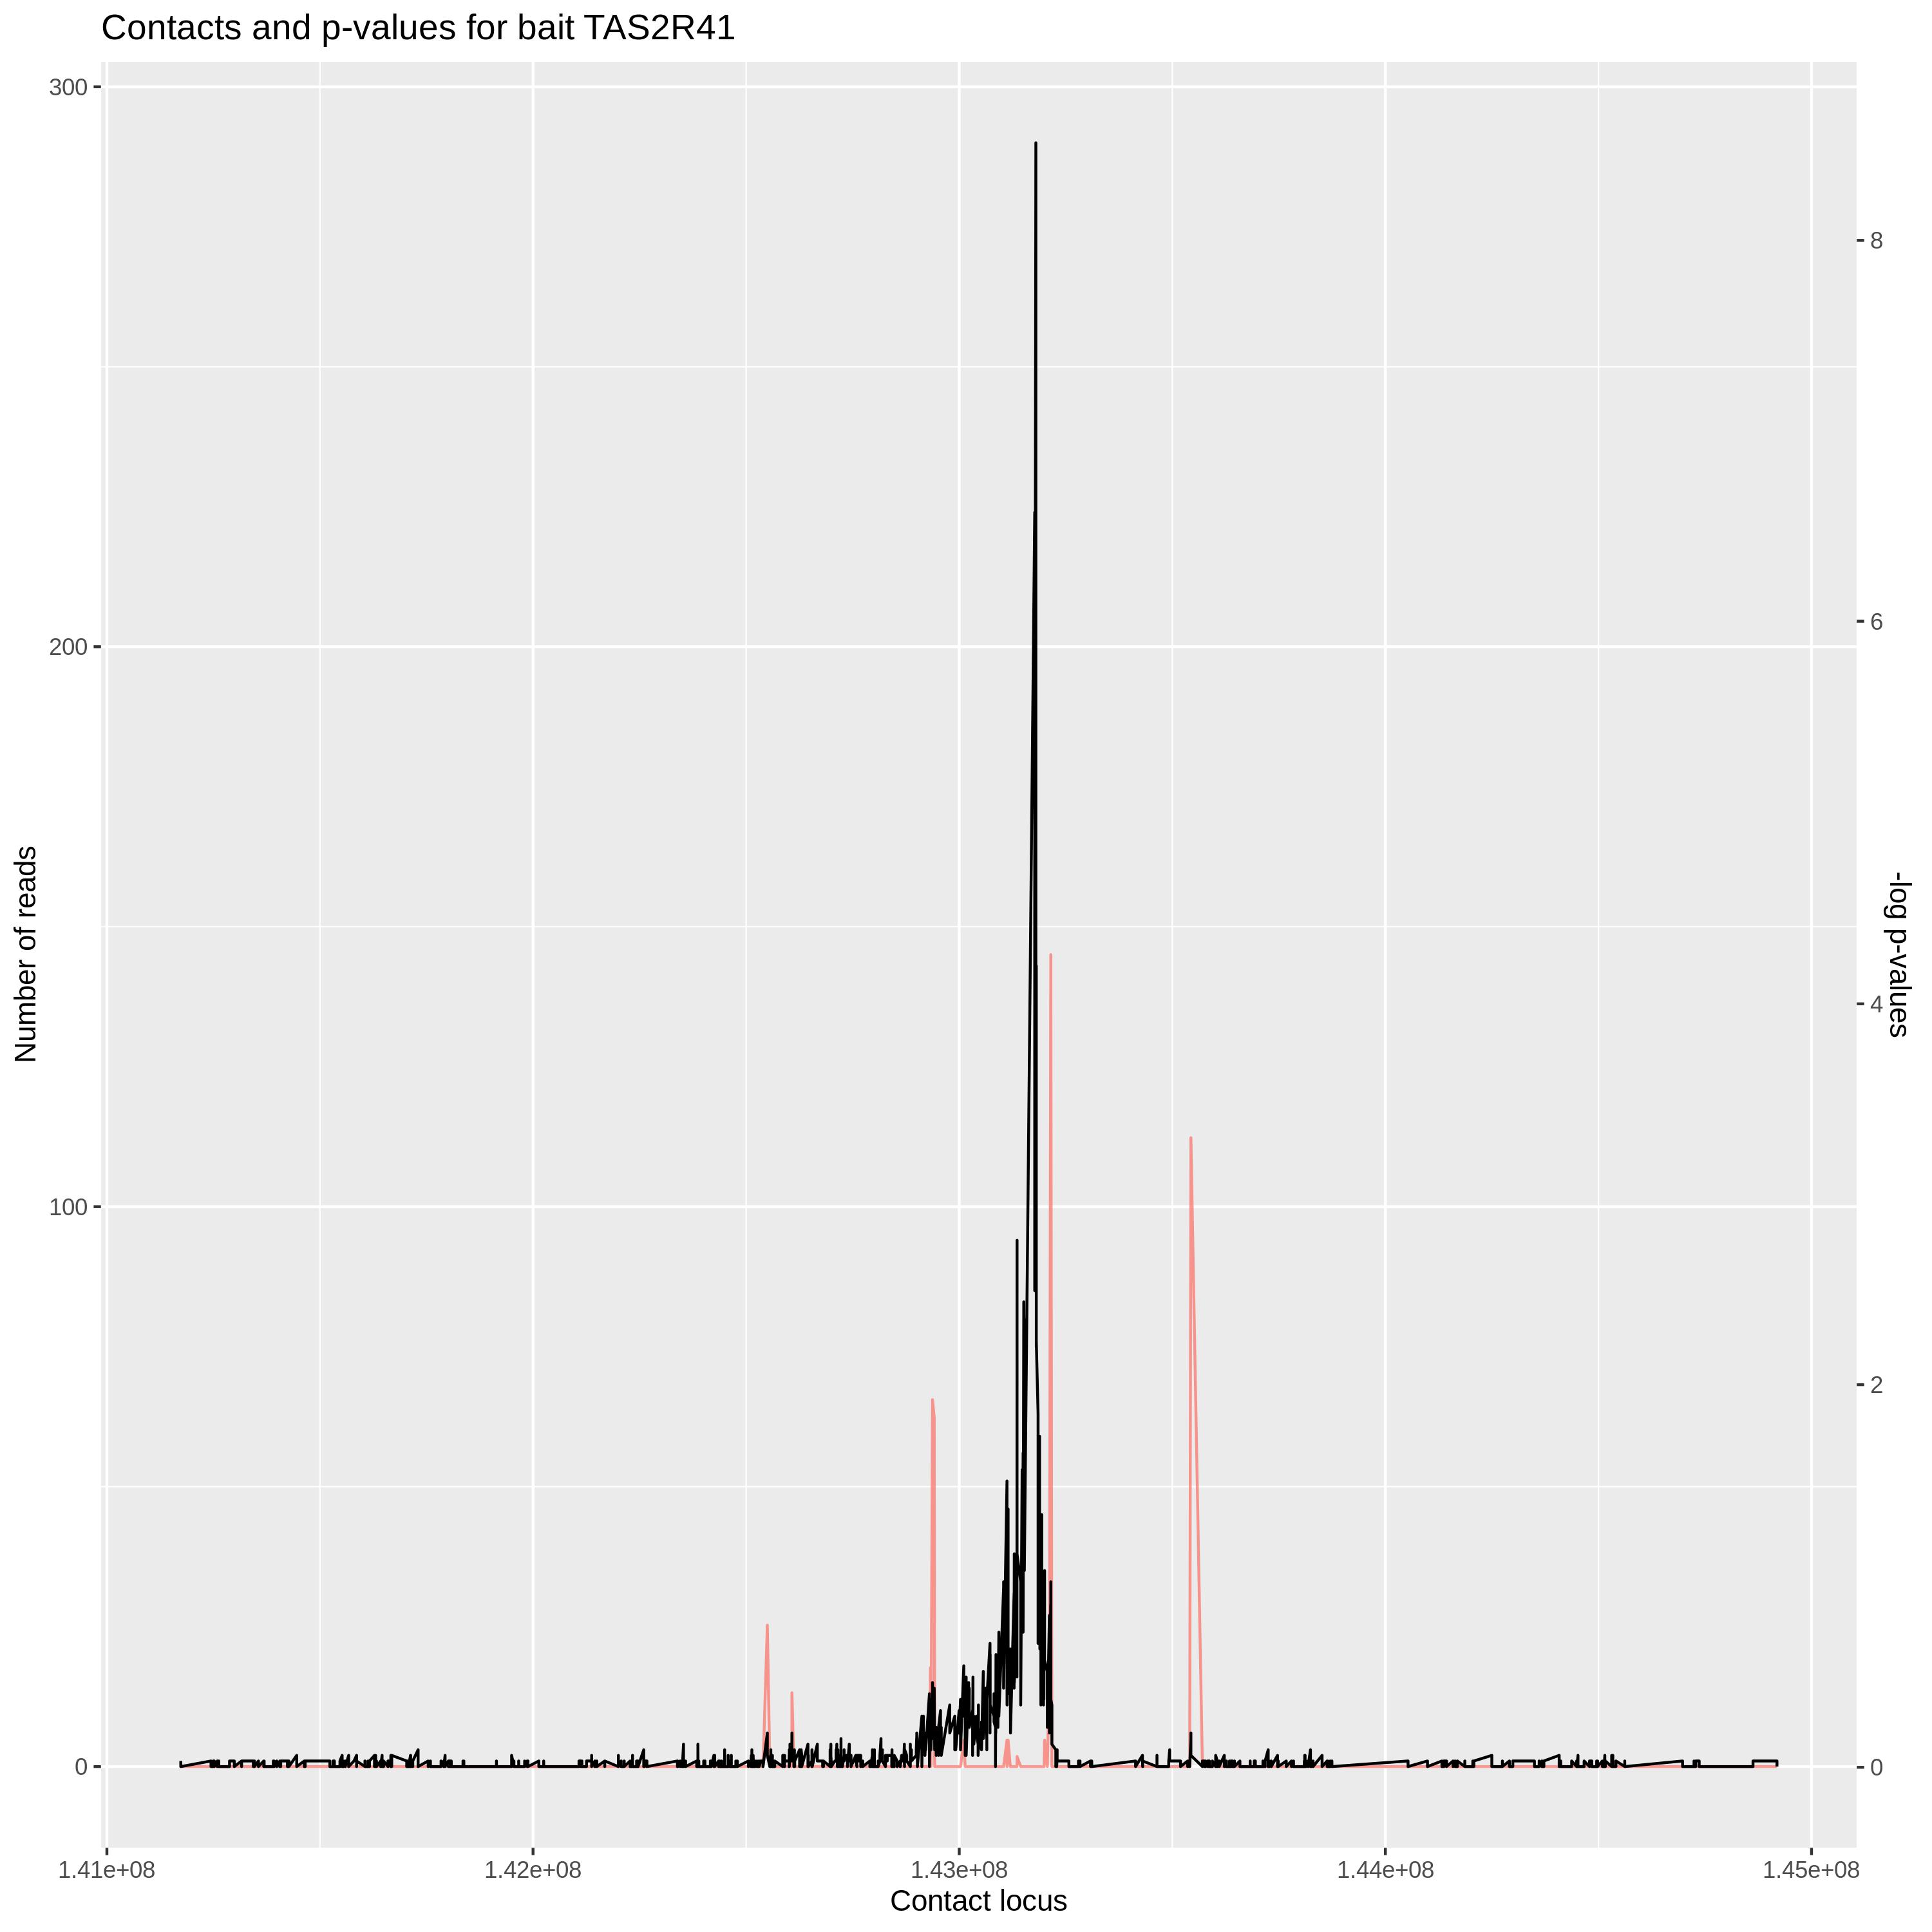 Contacts and p-values for bait TAS2R41
300
200
100
0
Number of reads
8
6
4
2
0
-log p-values
1.41e+08
1.42e+08
1.43e+08
1.44e+08
1.45e+08
Contact locus